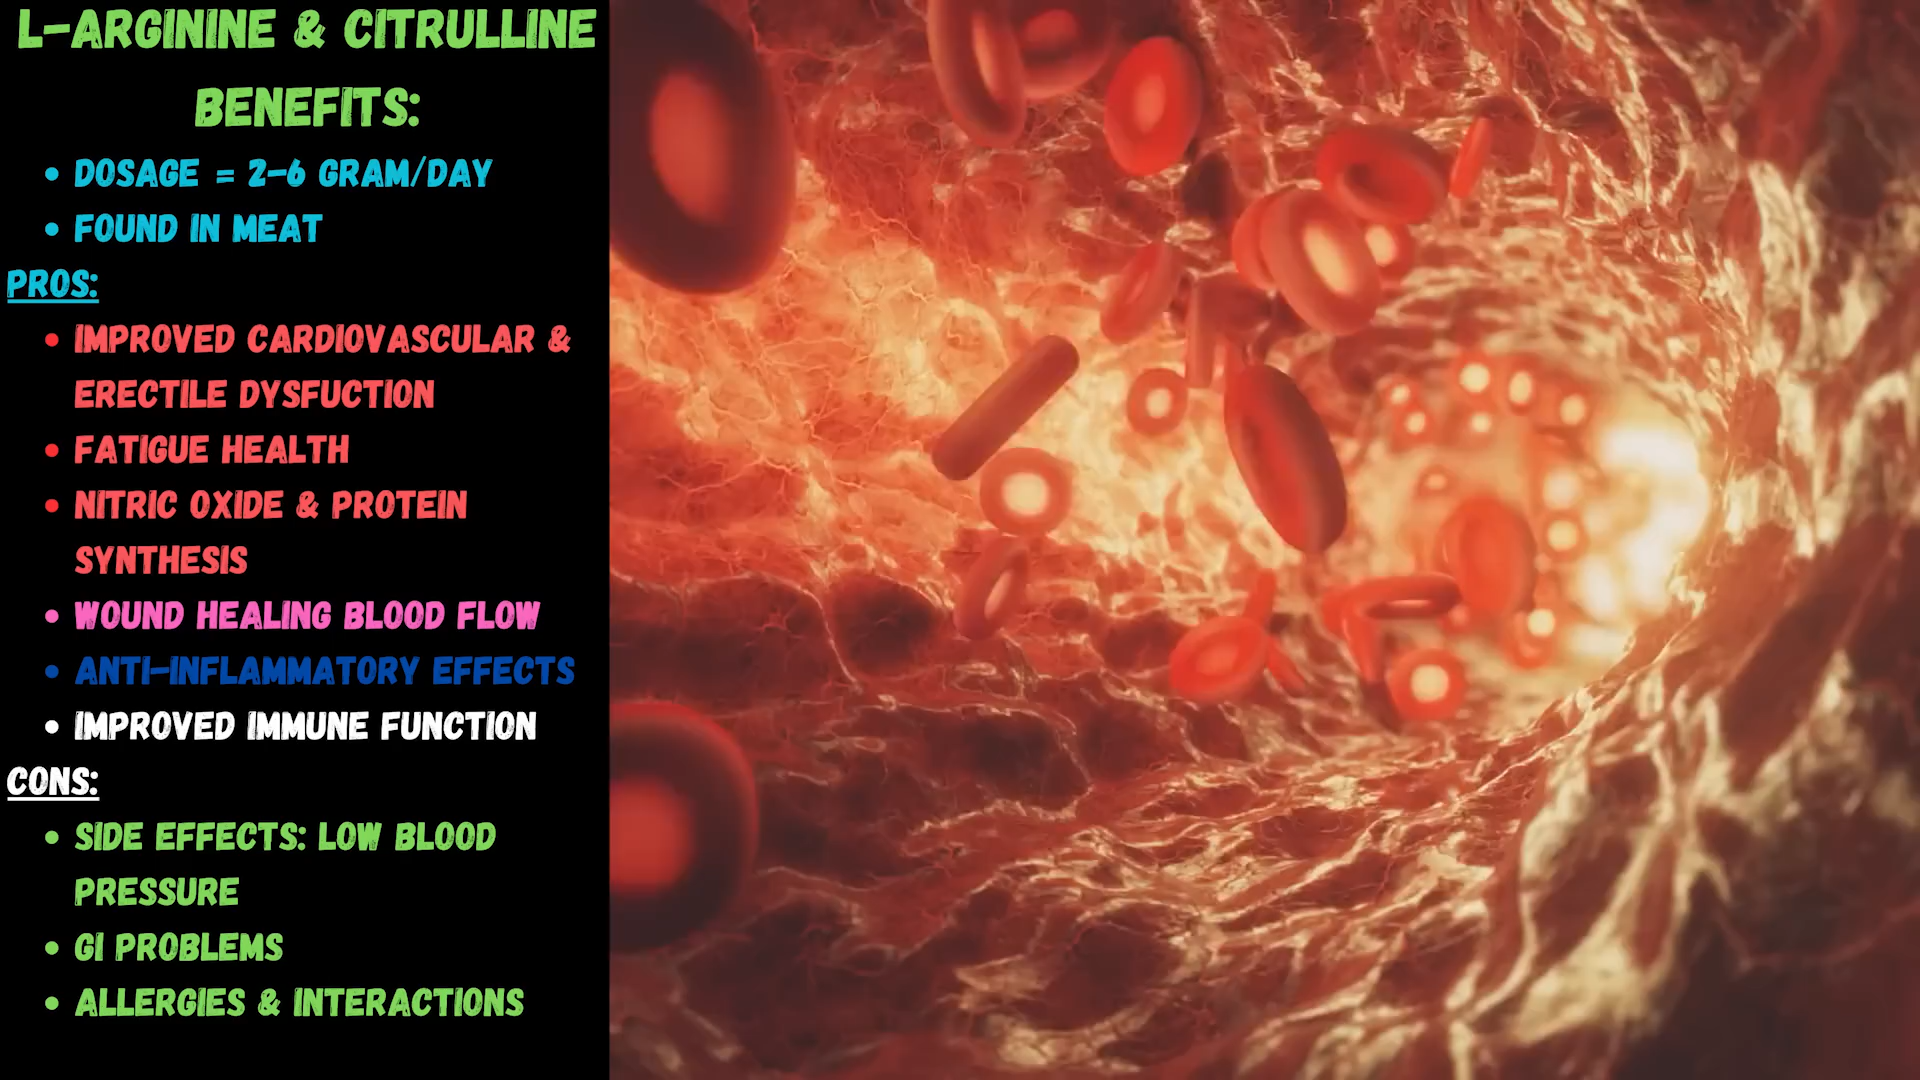 L-ARGININE & CITRULLINE
BENEFITS:
• DOSAGE = 2-6 GRAM/DAY
• FOUND IN MEAT
PROS:
• IMPROVED CARDIOVASCULAR &
ERECTILE DYSFUCTION
• FATIGUE HEALTH
• NITRIC OXIDE & PROTEIN
SYNTHESIS
• WOUND HEALING BLOOD FLOW
• ANTI-INFLAMMATORY EFFECTS
• IMPROVED IMMUNE FUNCTION
CONS:
• SIDE EFFECTS: LOW BLOOD
PRESSURE
• GI PROBLEMS
• ALLERGIES & INTERACTIONS